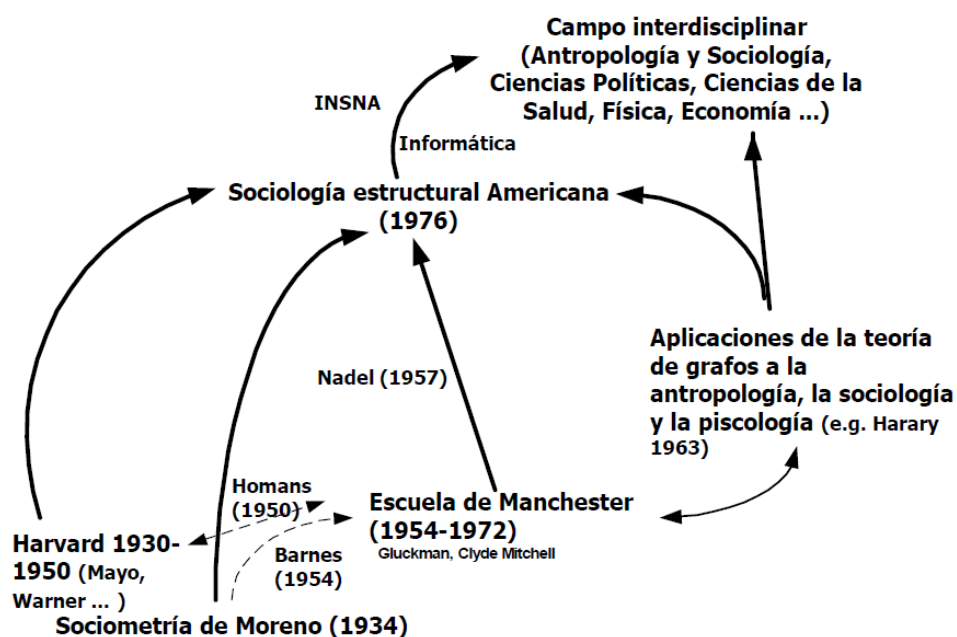 Campo interdisciplinar
(Antropología y Sociología,
Ciencias Políticas, Ciencias de la
Salud, Física, Economía ...)
INSNA
Informática
Sociología estructural Americana
(1976)
Aplicaciones de la teoría
de grafos a la
antropología, la sociología
y la piscología (e.g. Harary
1963)
Nadel (1957)
Homans
(1950)
Escuela de Manchester
(1954-1972)
Gluckman, Clyde Mitchell
Barnes
(1954)
Harvard 1930-
1950 (Mayo,
Warner ... )
Sociometría de Moreno (1934)